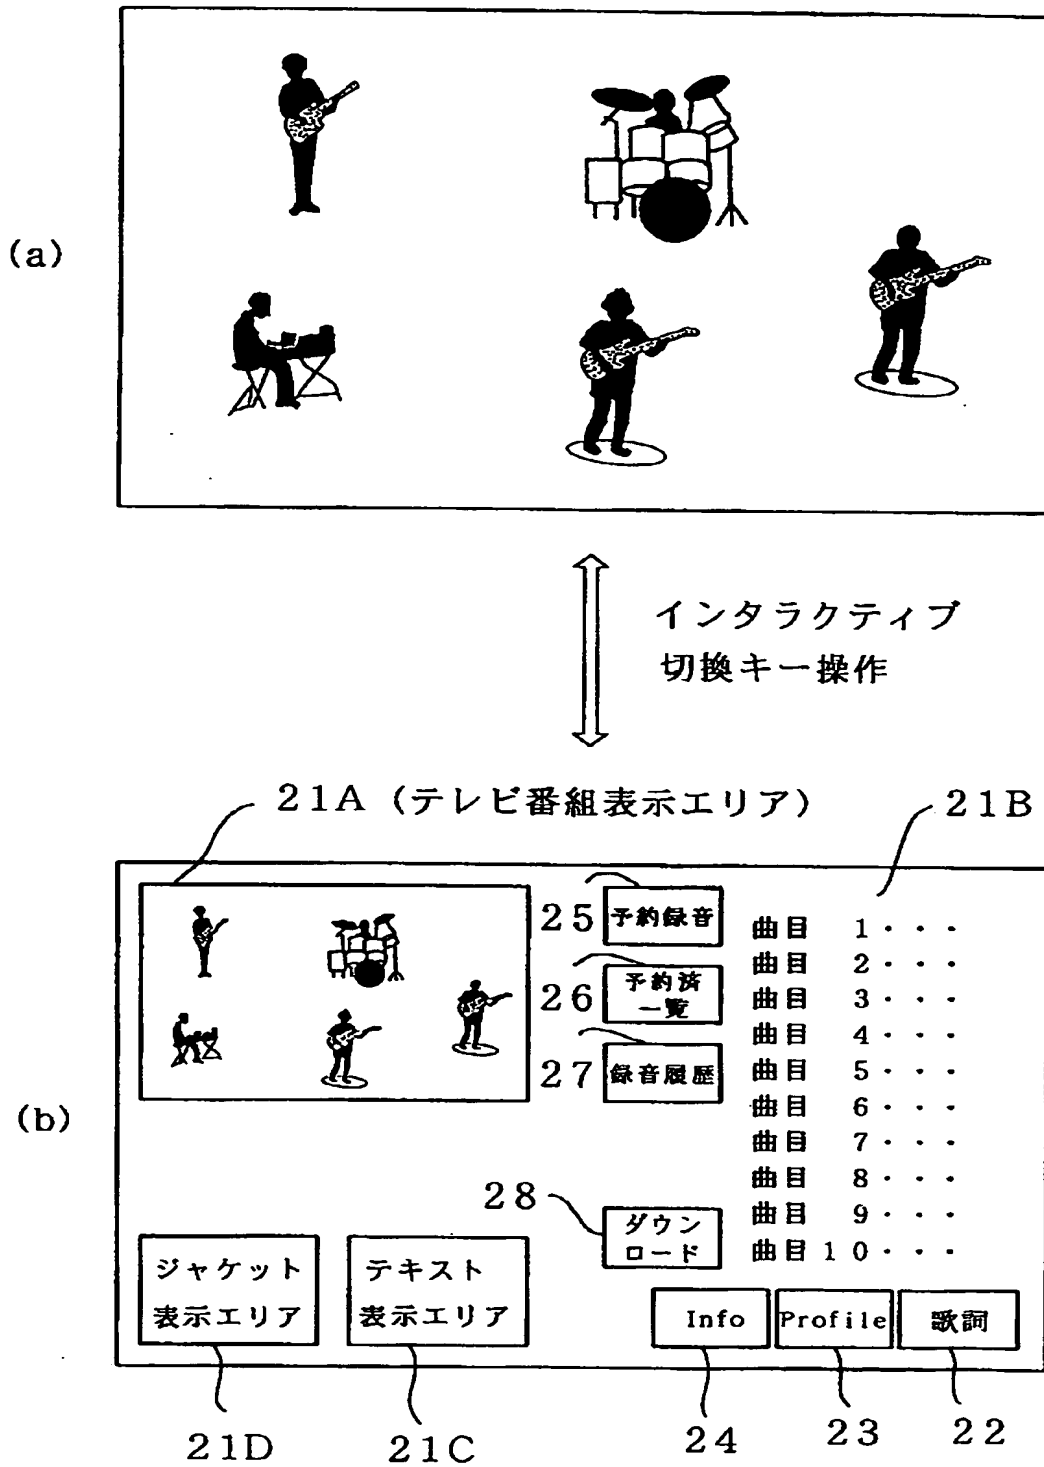 (a)
インタラクティブ
切換キー操作
21A (テレビ番組表示エリア)
21B
(b)
25
予約録音
26
予約済
一覧
27
録音履歴
28
ダウン
ロード
曲目 1・・・
曲目 2・・・
曲目 3・・・
曲目 4・・・
曲目 5・・・
曲目 6・・・
曲目 7・・・
曲目 8・・・
曲目 9・・・
曲目10・・・
ジャケット
表示エリア
テキスト
表示エリア
Info
Profile
歌詞
21D
21C
24
23
22